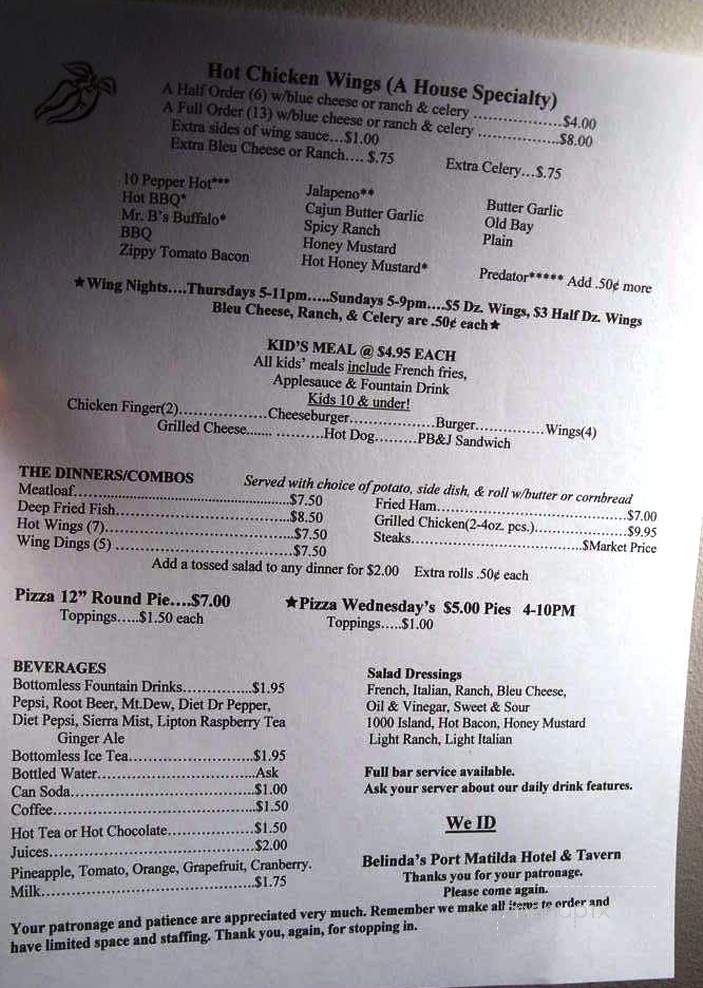 Hot Chicken Wings (A House Specialty)
A Half Order (6) w/blue cheese or ranch & celery ..................$4.00
A Full Order (13) w/blue cheese or ranch & celery .................$8.00
Extra sides of wing sauce...$1.00
Extra Bleu Cheese or Ranch.... $.75 Extra Celery...$.75
10 Pepper Hot*** Jalapeno** Butter Garlic
Hot BBQ* Cajun Butter Garlic Old Bay
Mr. B's Buffalo* Spicy Ranch Plain
BBQ Honey Mustard
Zippy Tomato Bacon Hot Honey Mustard* Predator***** Add .50¢ more
★Wing Nights....Thursdays 5-11pm.....Sundays 5-9pm....$5 Dz. Wings, $3 Half Dz. Wings
Bleu Cheese, Ranch, & Celery are .50¢ each★
KID'S MEAL @ $4.95 EACH
All kids' meals include French fries,
Applesauce & Fountain Drink
Kids 10 & under!
Chicken Finger(2)....................Cheeseburger...................Burger...............Wings(4)
Grilled Cheese....... ..........Hot Dog.........PB&J Sandwich
THE DINNERS/COMBOS Served with choice of potato, side dish, & roll w/butter or cornbread
Meatloaf..................................................$7.50 Fried Ham..........................................$7.00
Deep Fried Fish........................................$8.50 Grilled Chicken(2-4oz. pcs.)....................$9.95
Hot Wings (7)..........................................$7.50 Steaks.......................................$Market Price
Wing Dings (5) ........................................$7.50
Add a tossed salad to any dinner for $2.00 Extra rolls .50¢ each
Pizza 12" Round Pie....$7.00 ★Pizza Wednesday's $5.00 Pies 4-10PM
Toppings.....$1.50 each Toppings.....$1.00
BEVERAGES
Bottomless Fountain Drinks...............$1.95
Pepsi, Root Beer, Mt.Dew, Diet Dr Pepper,
Diet Pepsi, Sierra Mist, Lipton Raspberry Tea
Ginger Ale
Bottomless Ice Tea...........................$1.95
Bottled Water..................................Ask
Can Soda.......................................$1.00
Coffee...........................................$1.50
Hot Tea or Hot Chocolate..................$1.50
Juices............................................$2.00
Pineapple, Tomato, Orange, Grapefruit, Cranberry.
Milk..............................................$1.75
Salad Dressings
French, Italian, Ranch, Bleu Cheese,
Oil & Vinegar, Sweet & Sour
1000 Island, Hot Bacon, Honey Mustard
Light Ranch, Light Italian
Full bar service available.
Ask your server about our daily drink features.
We ID
Belinda's Port Matilda Hotel & Tavern
Thanks you for your patronage.
Please come again.
Your patronage and patience are appreciated very much. Remember we make all items to order and
have limited space and staffing. Thank you, again, for stopping in.